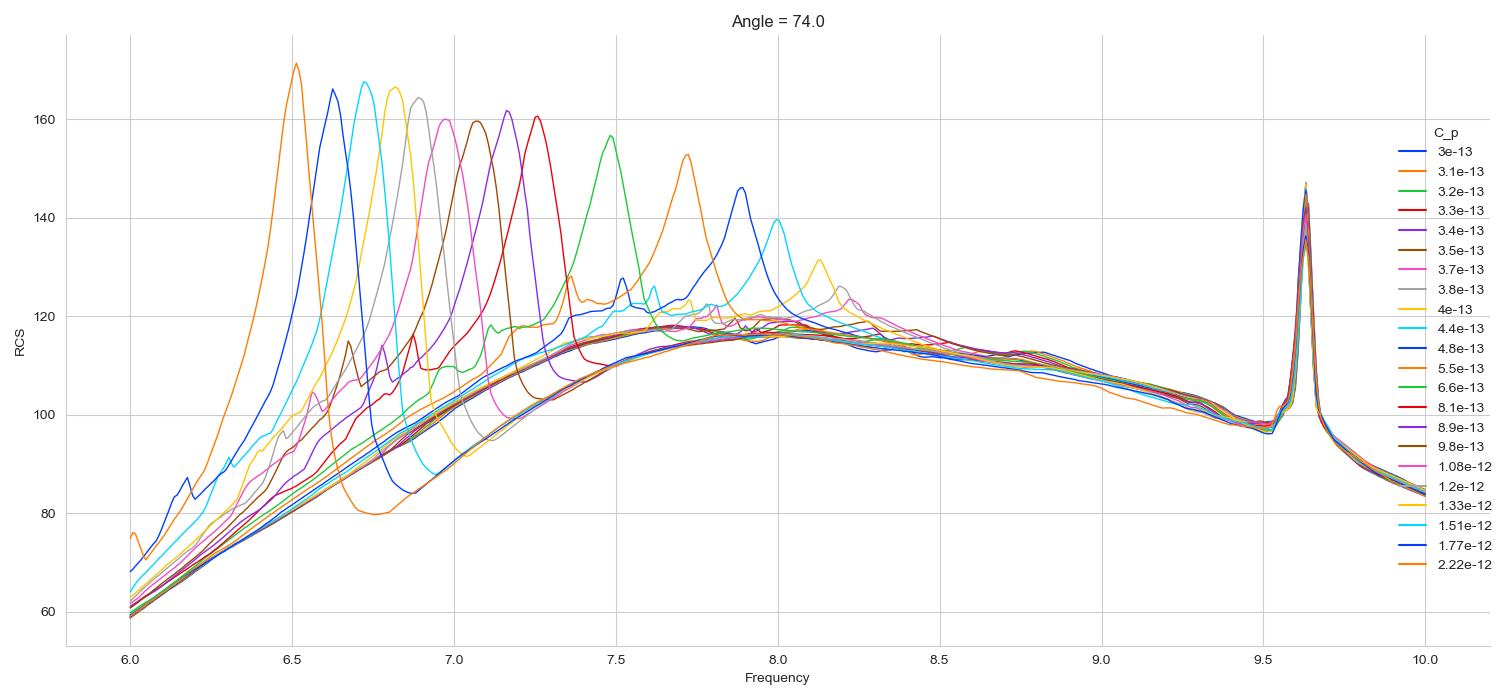 Angle = 74.0
RCS
160
140
120
100
80
60
6.0
6.5
7.0
7.5
8.0
8.5
9.0
9.5
10.0
Frequency
C_p
3e-13
3.1e-13
3.2e-13
3.3e-13
3.4e-13
3.5e-13
3.7e-13
3.8e-13
4e-13
4.4e-13
4.8e-13
5.5e-13
6.6e-13
8.1e-13
8.9e-13
9.8e-13
1.08e-12
1.2e-12
1.33e-12
1.51e-12
1.77e-12
2.22e-12